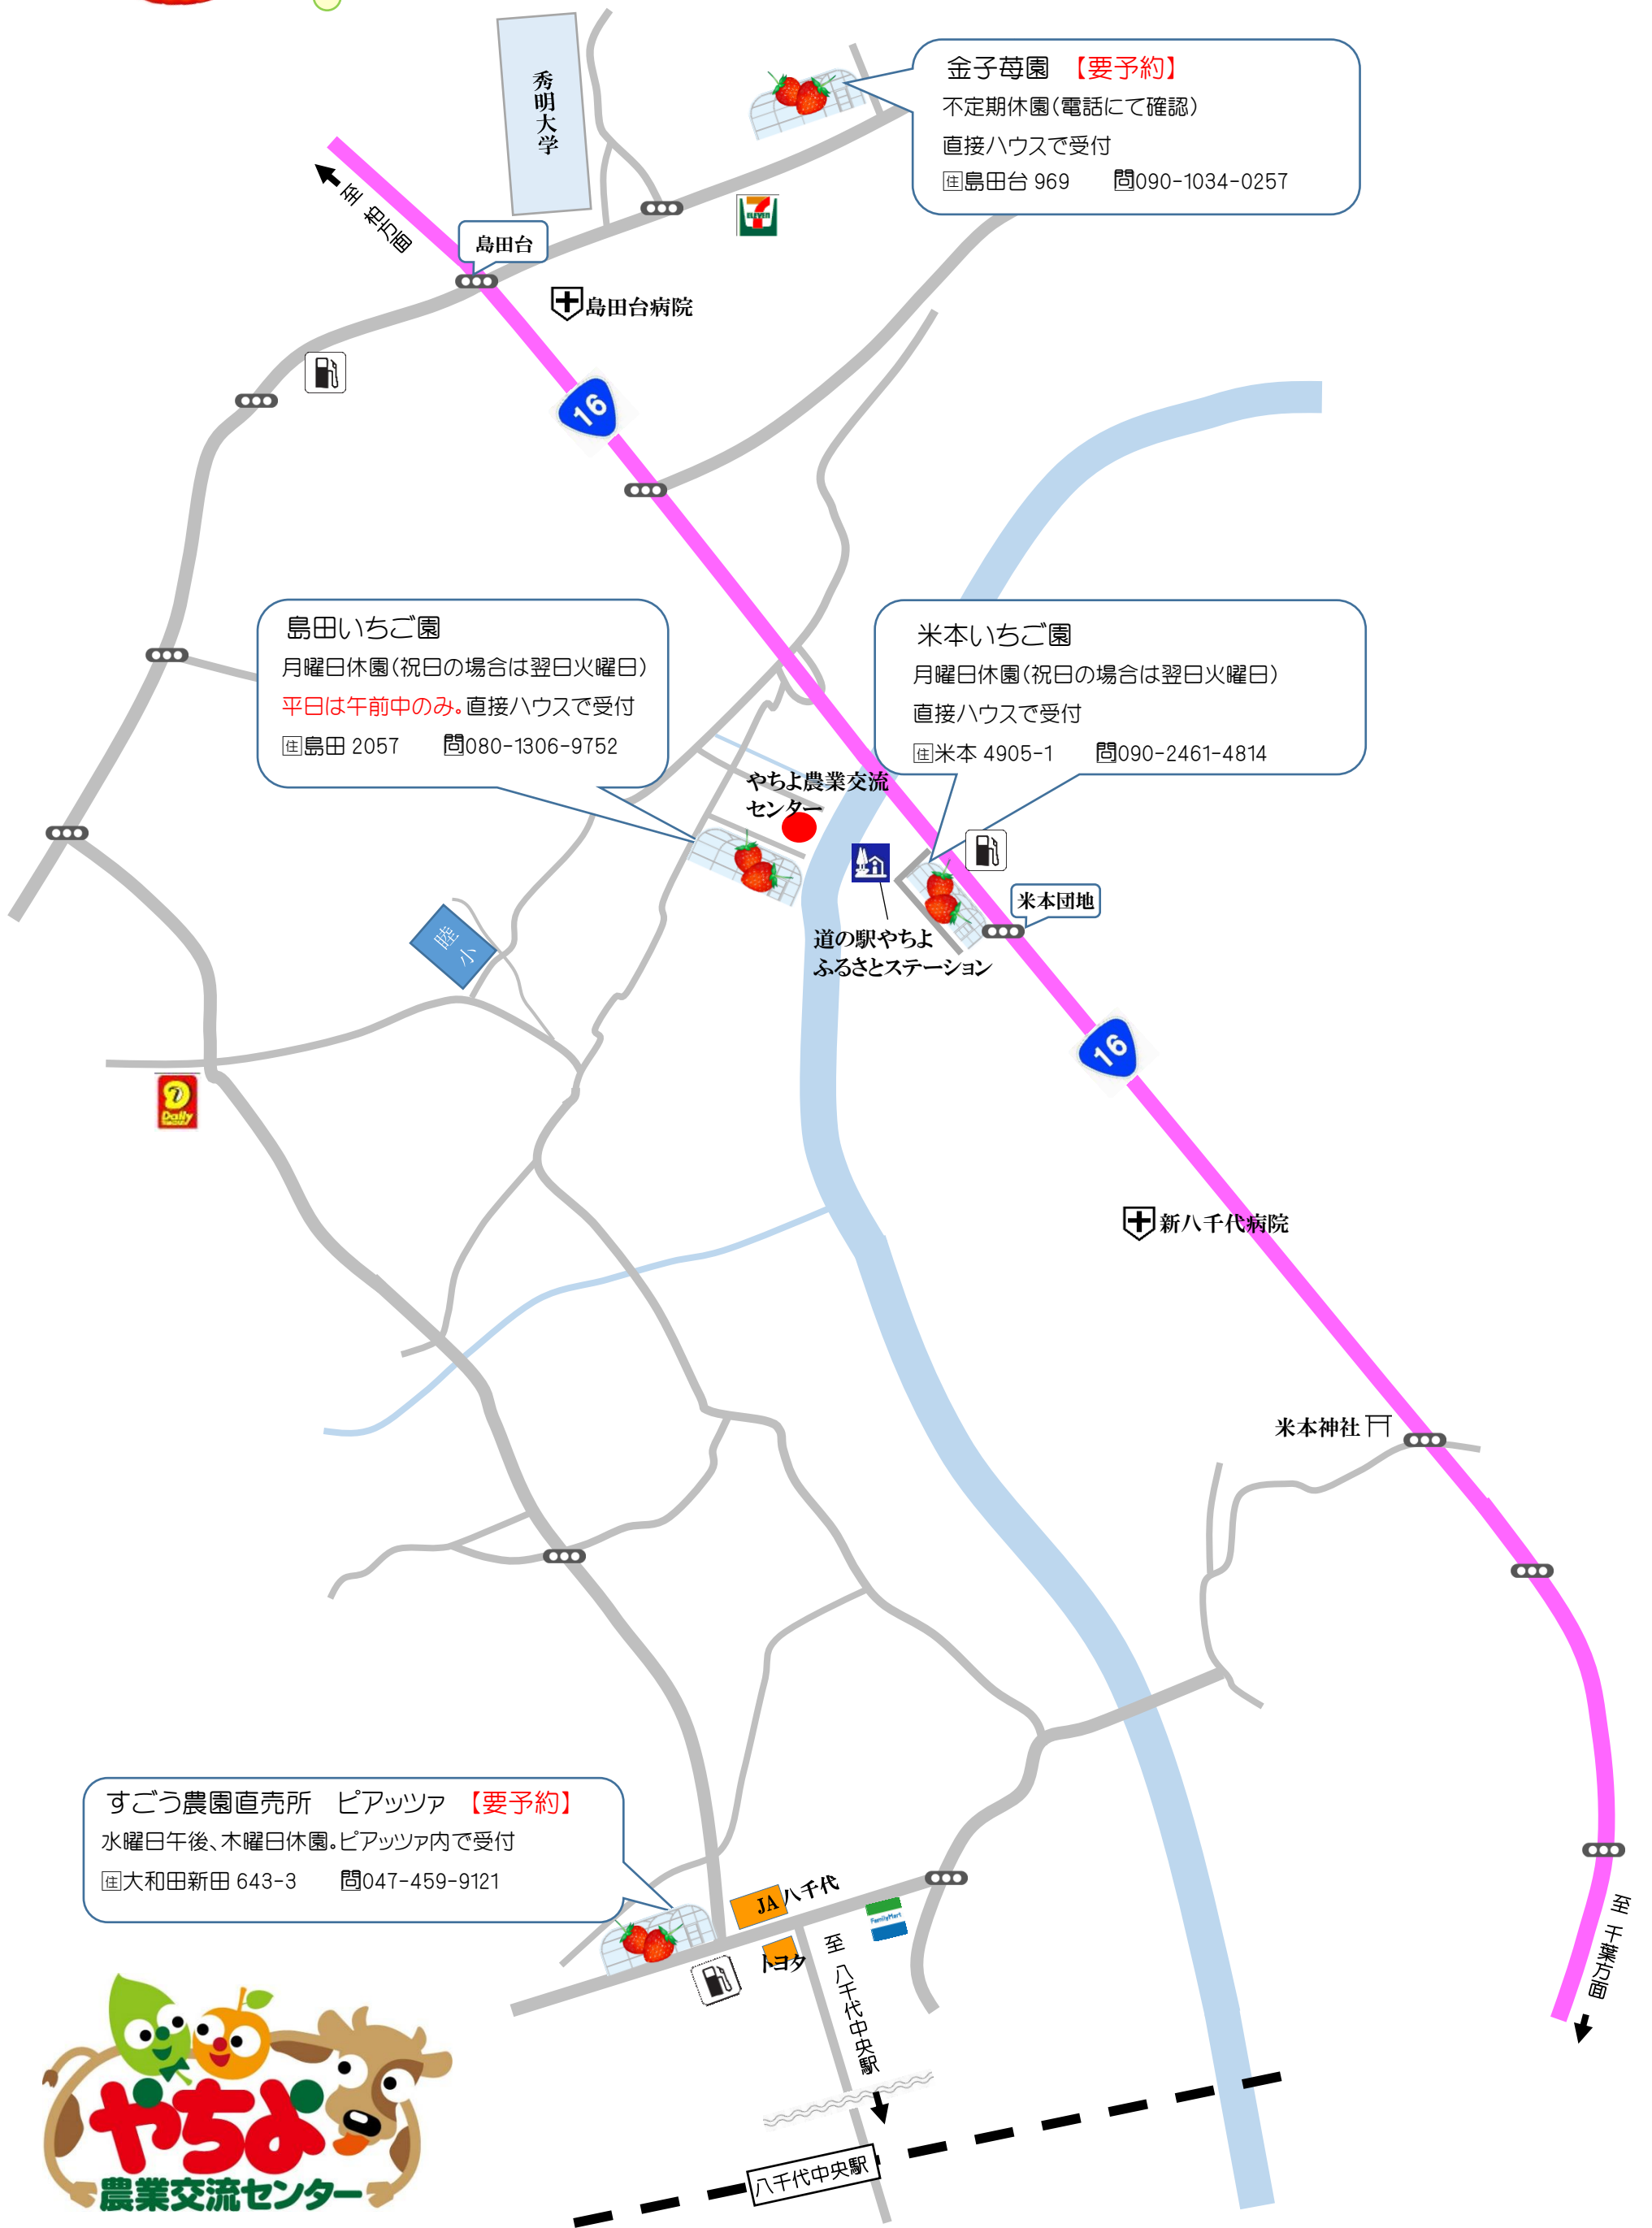 秀明大学
金子苺園 【要予約】
不定期休園(電話にて確認)
直接ハウスで受付
住島田台 969 問090-1034-0257
至 柏方面
7
ELEVEN
島田台
島田台病院
16
島田いちご園
月曜日休園(祝日の場合は翌日火曜日)
平日は午前中のみ。直接ハウスで受付
住島田 2057 問080-1306-9752
米本いちご園
月曜日休園(祝日の場合は翌日火曜日)
直接ハウスで受付
住米本 4905-1 問090-2461-4814
やちよ農業交流
センター
米本団地
睦小
道の駅やちよ
ふるさとステーション
16
Daily
新八千代病院
米本神社
すごう農園直売所 ピアッツァ 【要予約】
水曜日午後、木曜日休園。ピアッツァ内で受付
住大和田新田 643-3 問047-459-9121
JA 八千代
FamilyMart
トヨタ
至 八千代中央駅
至 千葉方面
八千代中央駅
やちよ
農業交流センター